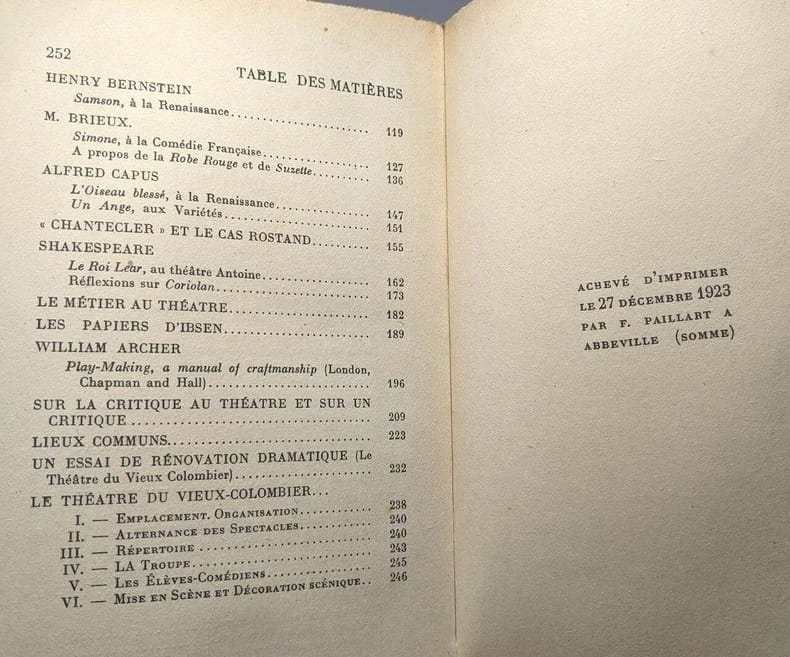 252
TABLE DES MATIÈRES
HENRY BERNSTEIN
Samson, à la Renaissance........................ 119
M. BRIEUX.
Simone, à la Comédie Française................ 127
A propos de la Robe Rouge et de Suzette.......... 136
ALFRED CAPUS
L'Oiseau blessé, à la Renaissance................ 147
Un Ange, aux Variétés........................ 151
« CHANTECLER » ET LE CAS ROSTAND.......... 155
SHAKESPEARE
Le Roi Lear, au théâtre Antoine.................. 162
Réflexions sur Coriolan........................ 173
LE MÉTIER AU THÉATRE........................ 182
LES PAPIERS D'IBSEN........................ 189
WILLIAM ARCHER
Play-Making, a manual of craftmanship (London,
Chapman and Hall)........................ 196
SUR LA CRITIQUE AU THÉATRE ET SUR UN
CRITIQUE........................ 209
LIEUX COMMUNS........................ 223
UN ESSAI DE RÉNOVATION DRAMATIQUE (Le
Théâtre du Vieux Colombier).................... 232
LE THÉATRE DU VIEUX-COLOMBIER...
I. — EMPLACEMENT. ORGANISATION............ 238
II. — ALTERNANCE DES SPECTACLES............ 240
III. — RÉPERTOIRE........................ 240
IV. — LA TROUPE........................ 243
V. — LES ÉLÈVES-COMÉDIENS................ 245
VI. — MISE EN SCÈNE ET DÉCORATION SCÉNIQUE.. 246
ACHEVÉ D'IMPRIMER
LE 27 DÉCEMBRE 1923
PAR F. PAILLART A
ABBEVILLE (SOMME)